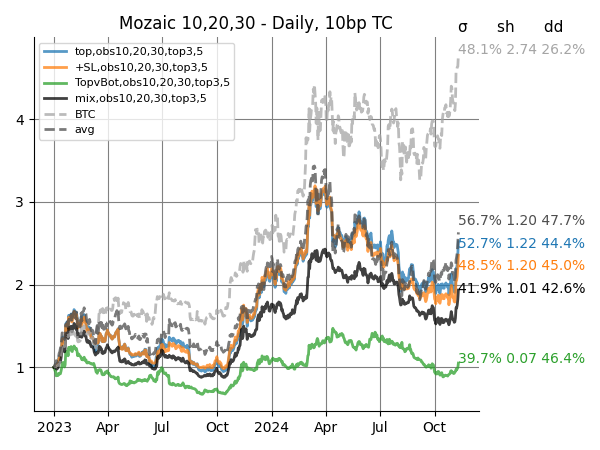 Mozaic 10,20,30 - Daily, 10bp TC
σ sh dd
top,obs10,20,30,top3,5
+SL,obs10,20,30,top3,5
TopvBot,obs10,20,30,top3,5
mix,obs10,20,30,top3,5
BTC
avg
48.1% 2.74 26.2%
56.7% 1.20 47.7%
52.7% 1.22 44.4%
48.5% 1.20 45.0%
41.9% 1.01 42.6%
39.7% 0.07 46.4%
4
3
2
1
2023 Apr Jul Oct 2024 Apr Jul Oct